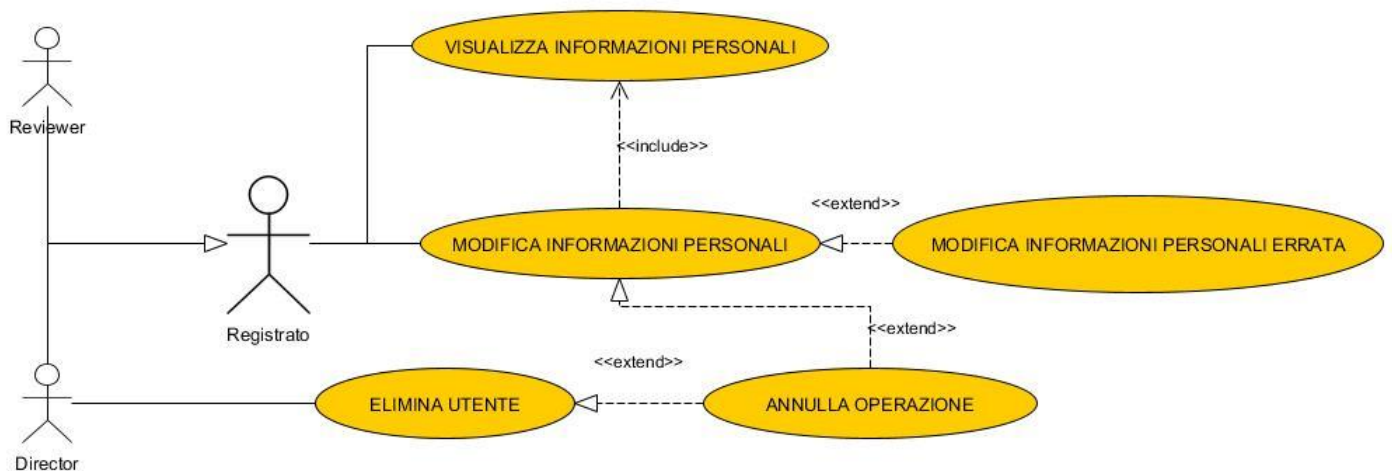 VISUALIZZA INFORMAZIONI PERSONALI
Reviewer
<<include>>
<<extend>>
MODIFICA INFORMAZIONI PERSONALI
MODIFICA INFORMAZIONI PERSONALI ERRATA
Registrato
<<extend>>
<<extend>>
ELIMINA UTENTE
ANNULLA OPERAZIONE
Director